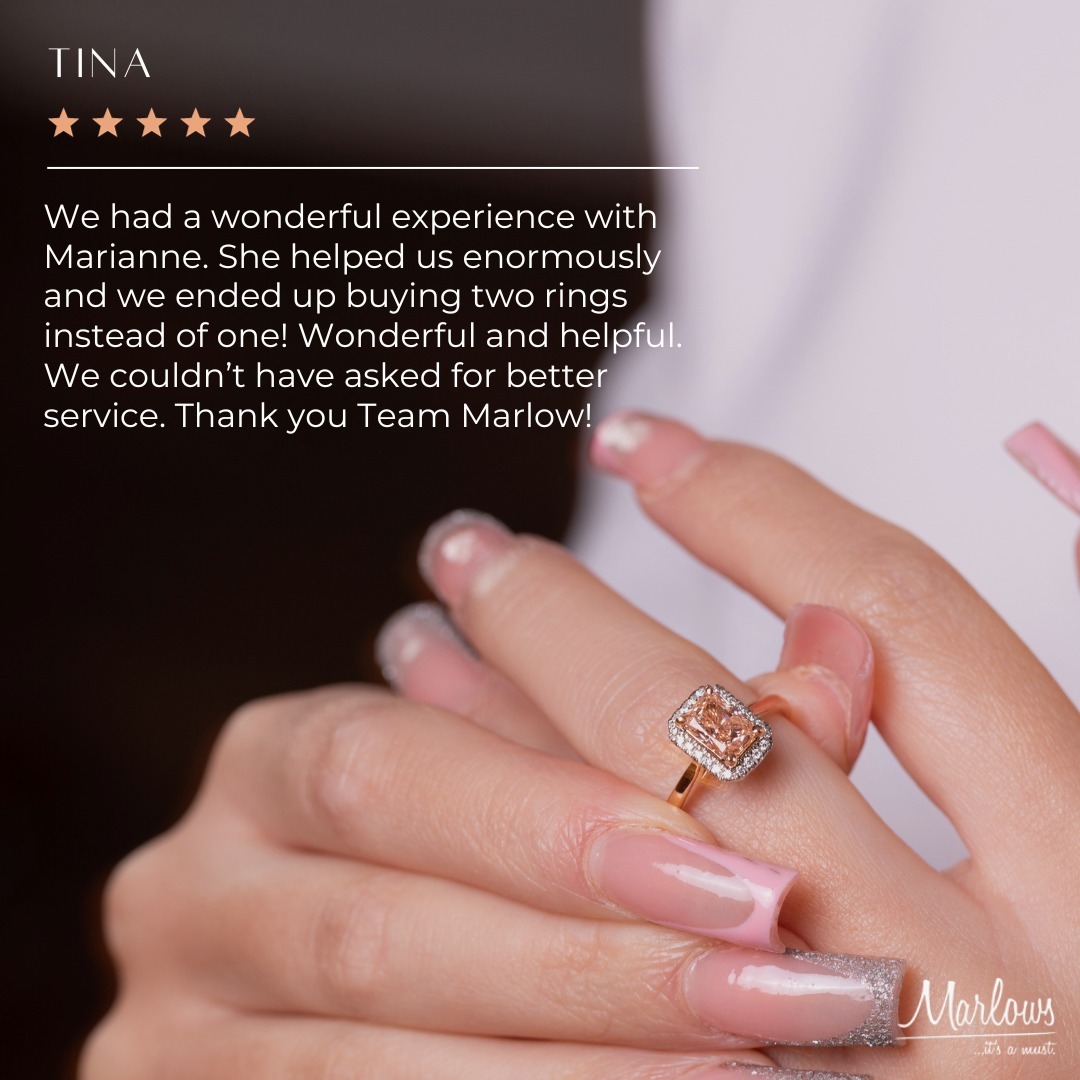 TINA
We had a wonderful experience with
Marianne. She helped us enormously
and we ended up buying two rings
instead of one! Wonderful and helpful.
We couldn’t have asked for better
service. Thank you Team Marlow!
Marlows
...it's a must.